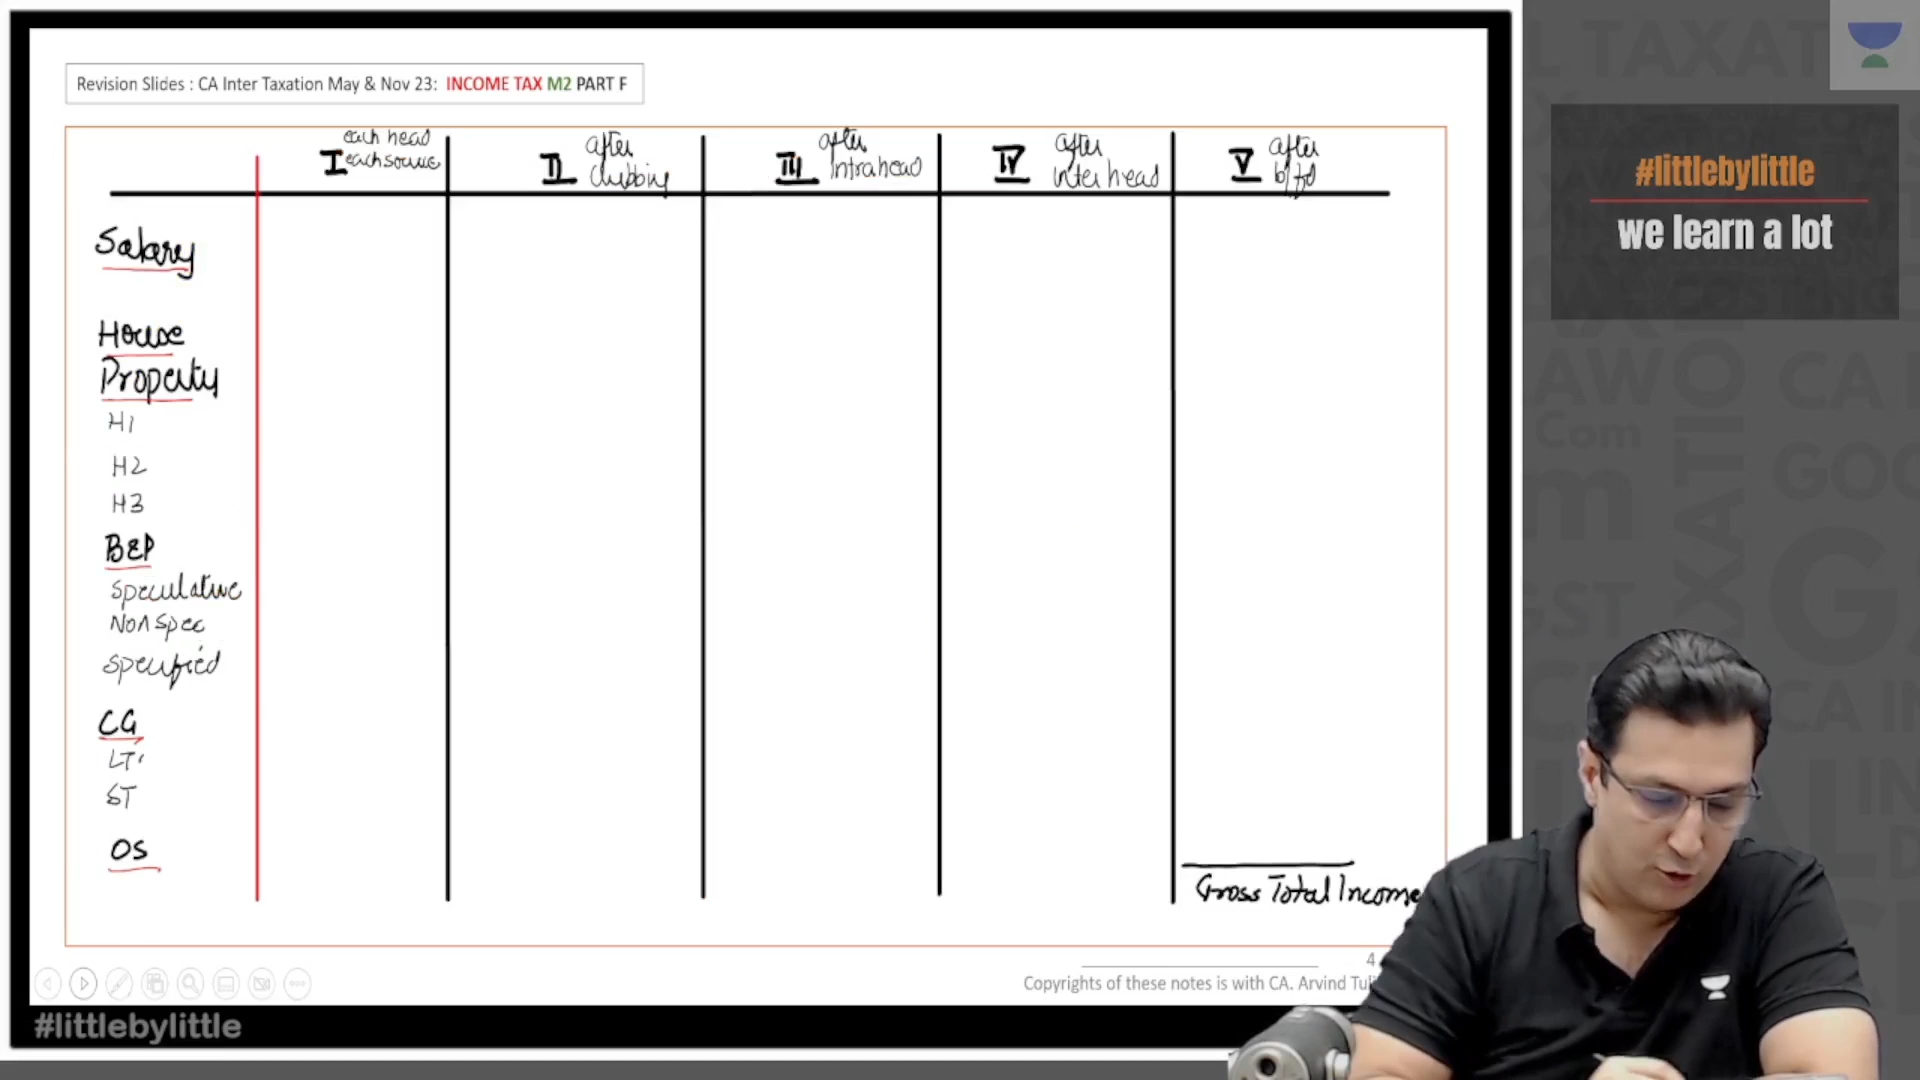 Revision Slides : CA Inter Taxation May & Nov 23: INCOME TAX M2 PART F
#littlebylittle
we learn a lot
I each head
each source
II after
clubbing
III after
Intrahead
IV after
inter head
V after
b/fd
Salary
House
Property
H1
H2
H3
B&P
Speculative
Non Spec
Specified
CG
LT
ST
OS
Gross Total Income
4
Copyrights of these notes is with CA. Arvind
#littlebylittle